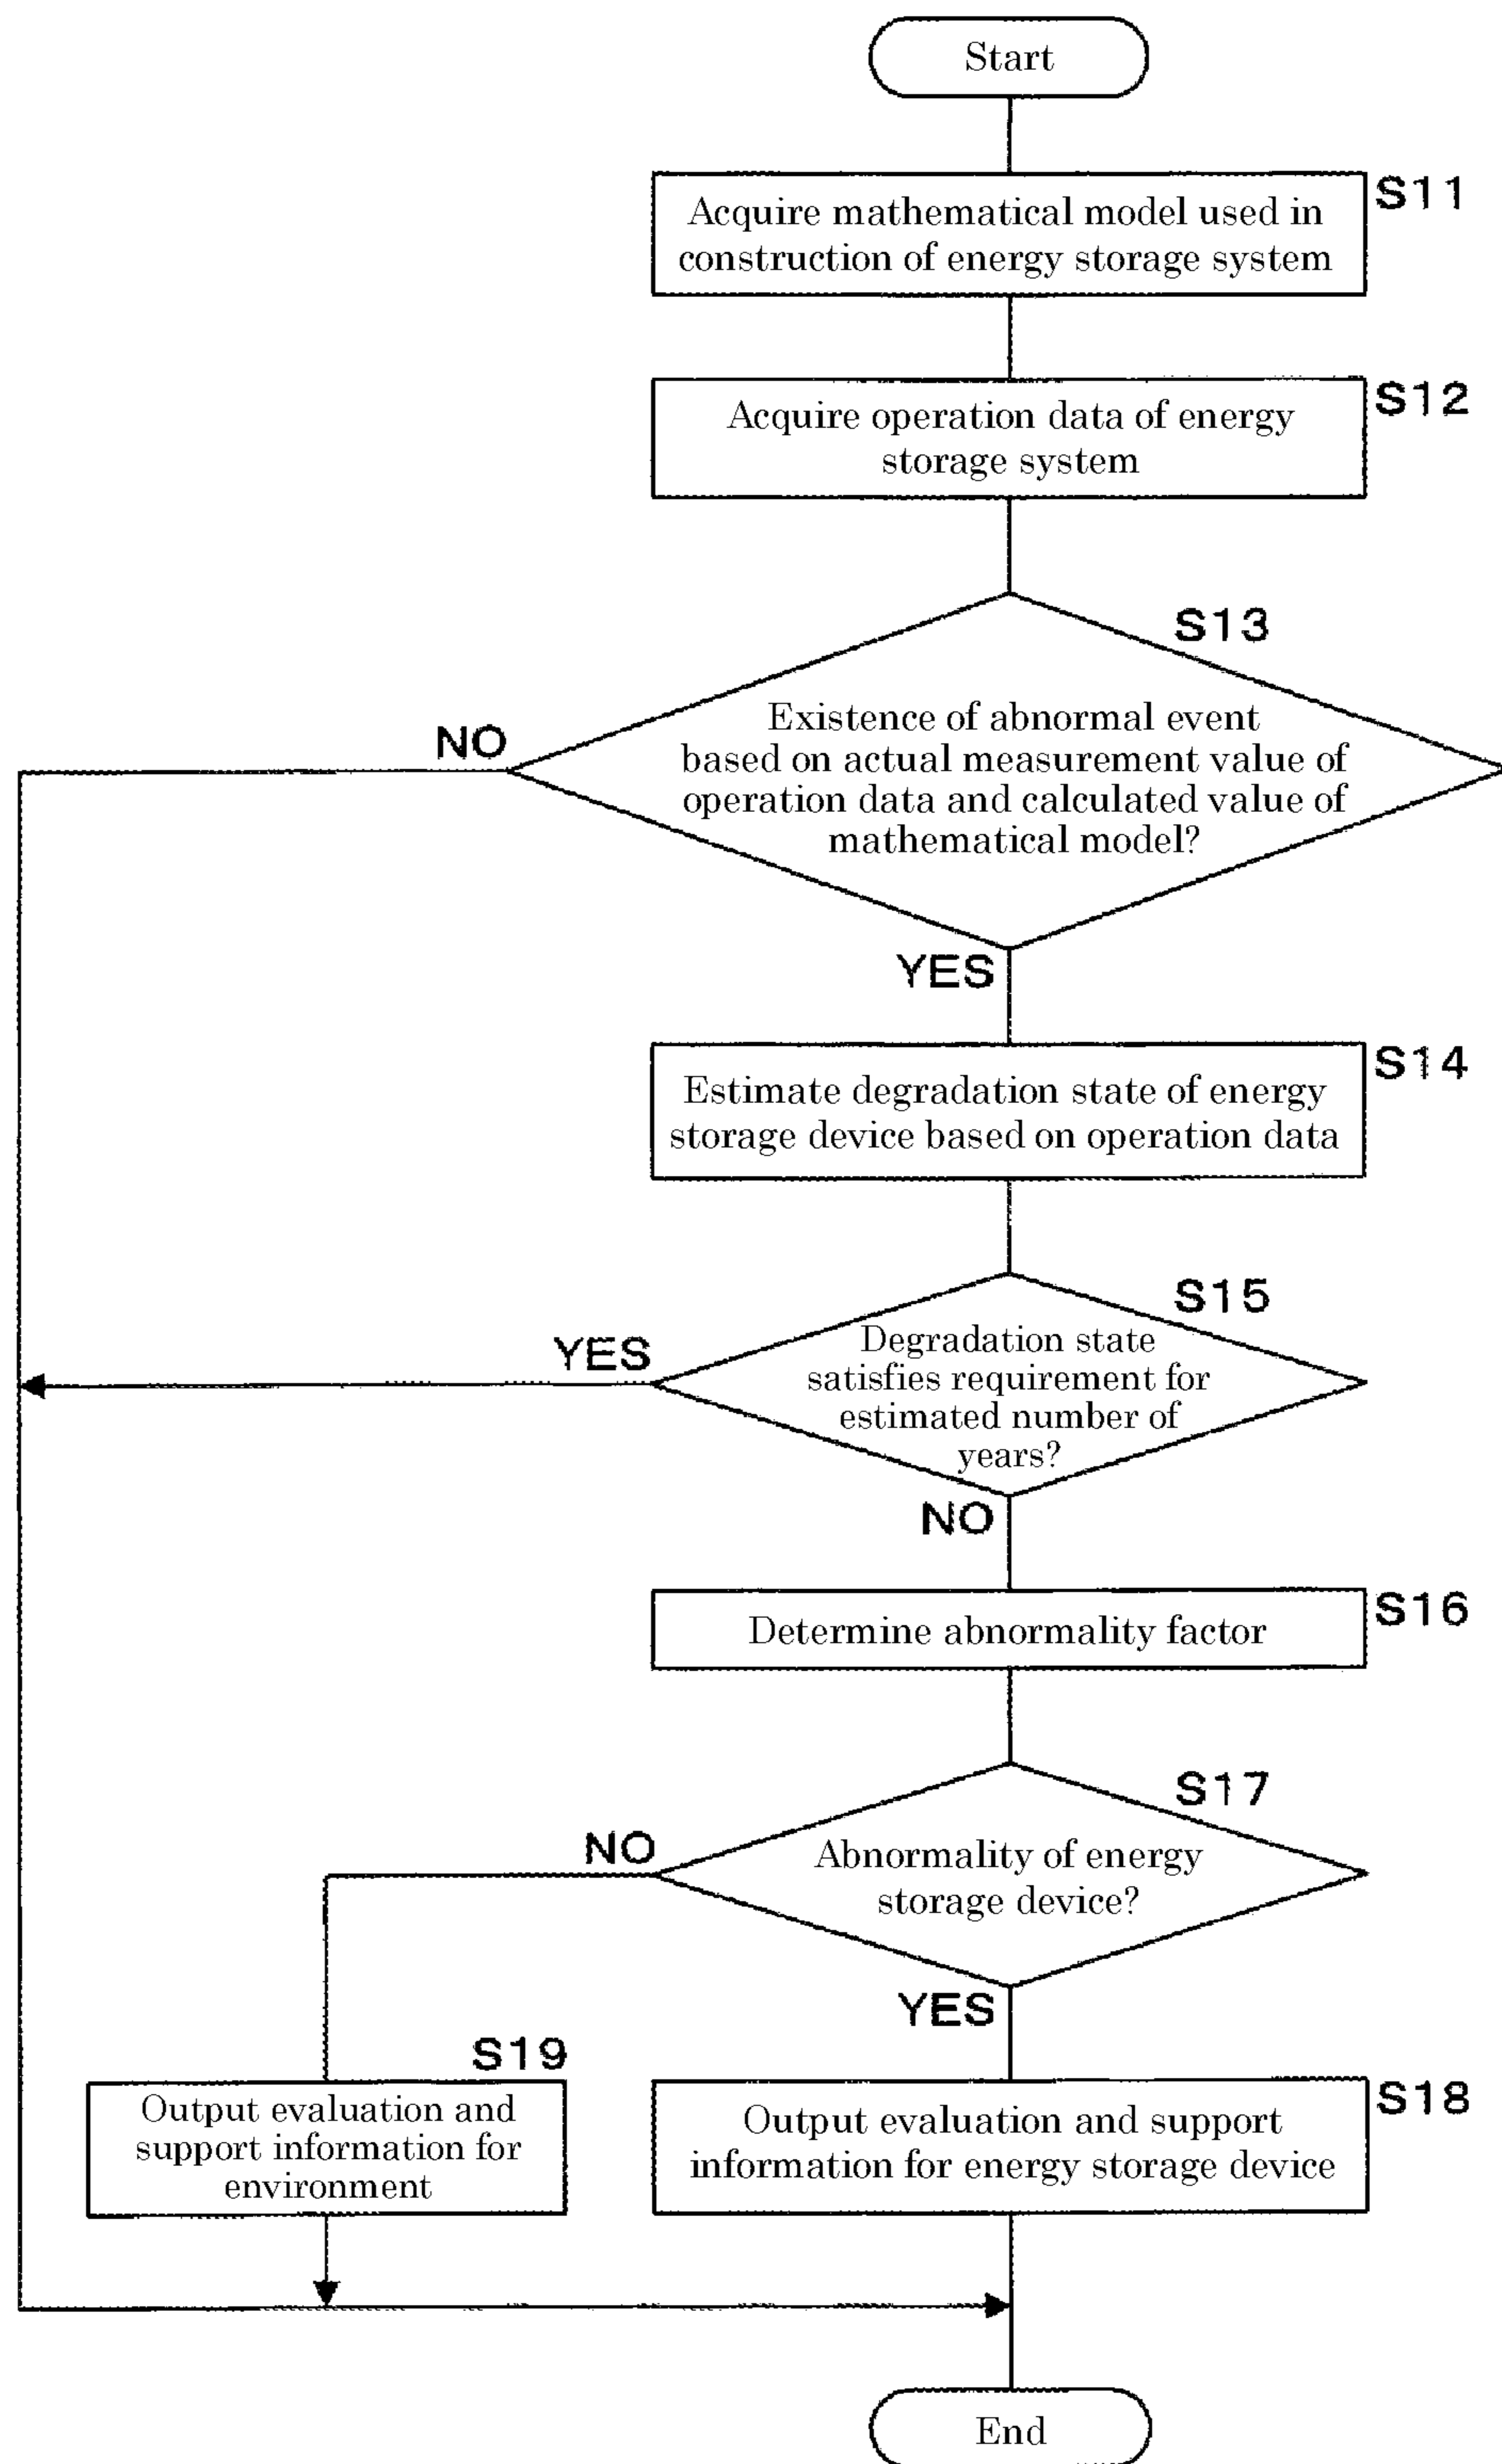 Start
S11
Acquire mathematical model used in
construction of energy storage system
S12
Acquire operation data of energy
storage system
S13
Existence of abnormal event
based on actual measurement value of
operation data and calculated value of
mathematical model?
NO
YES
S14
Estimate degradation state of energy
storage device based on operation data
S15
Degradation state
satisfies requirement for
estimated number of
years?
YES
NO
S16
Determine abnormality factor
S17
Abnormality of energy
storage device?
NO
YES
S19
Output evaluation and
support information for
environment
S18
Output evaluation and support
information for energy storage device
End